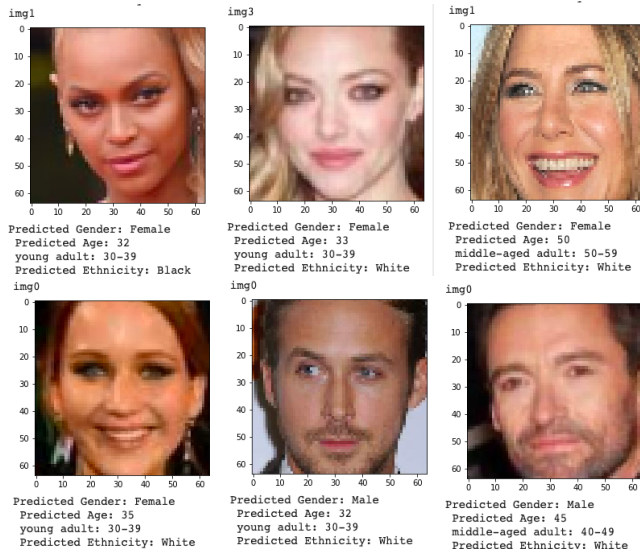 img1
0
10
20
30
40
50
60
0 10 20 30 40 50 60
Predicted Gender: Female
Predicted Age: 32
young adult: 30-39
Predicted Ethnicity: Black
img3
0
10
20
30
40
50
60
0 10 20 30 40 50 60
Predicted Gender: Female
Predicted Age: 33
young adult: 30-39
Predicted Ethnicity: White
img1
0
10
20
30
40
50
60
0 10 20 30 40 50 60
Predicted Gender: Female
Predicted Age: 50
middle-aged adult: 50-59
Predicted Ethnicity: White
img0
0
10
20
30
40
50
60
0 10 20 30 40 50 60
Predicted Gender: Female
Predicted Age: 35
young adult: 30-39
Predicted Ethnicity: White
img0
0
10
20
30
40
50
60
0 10 20 30 40 50 60
Predicted Gender: Male
Predicted Age: 32
young adult: 30-39
Predicted Ethnicity: White
img0
0
10
20
30
40
50
60
0 10 20 30 40 50 60
Predicted Gender: Male
Predicted Age: 45
middle-aged adult: 40-49
Predicted Ethnicity: White